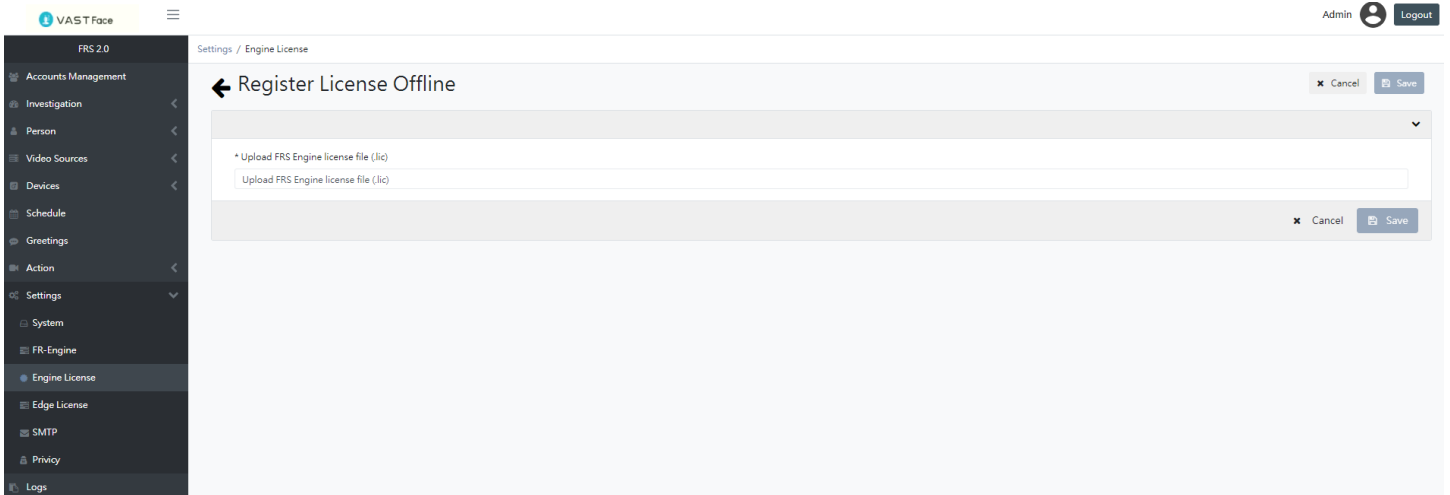 VAST Face
Admin
Logout
FRS 2.0
Settings / Engine License
Accounts Management
Register License Offline
Cancel
Save
Investigation
Person
Video Sources
* Upload FRS Engine license file (.lic)
Upload FRS Engine license file (.lic)
Devices
Schedule
Cancel
Save
Greetings
Action
Settings
System
FR-Engine
Engine License
Edge License
SMTP
Privicy
Logs